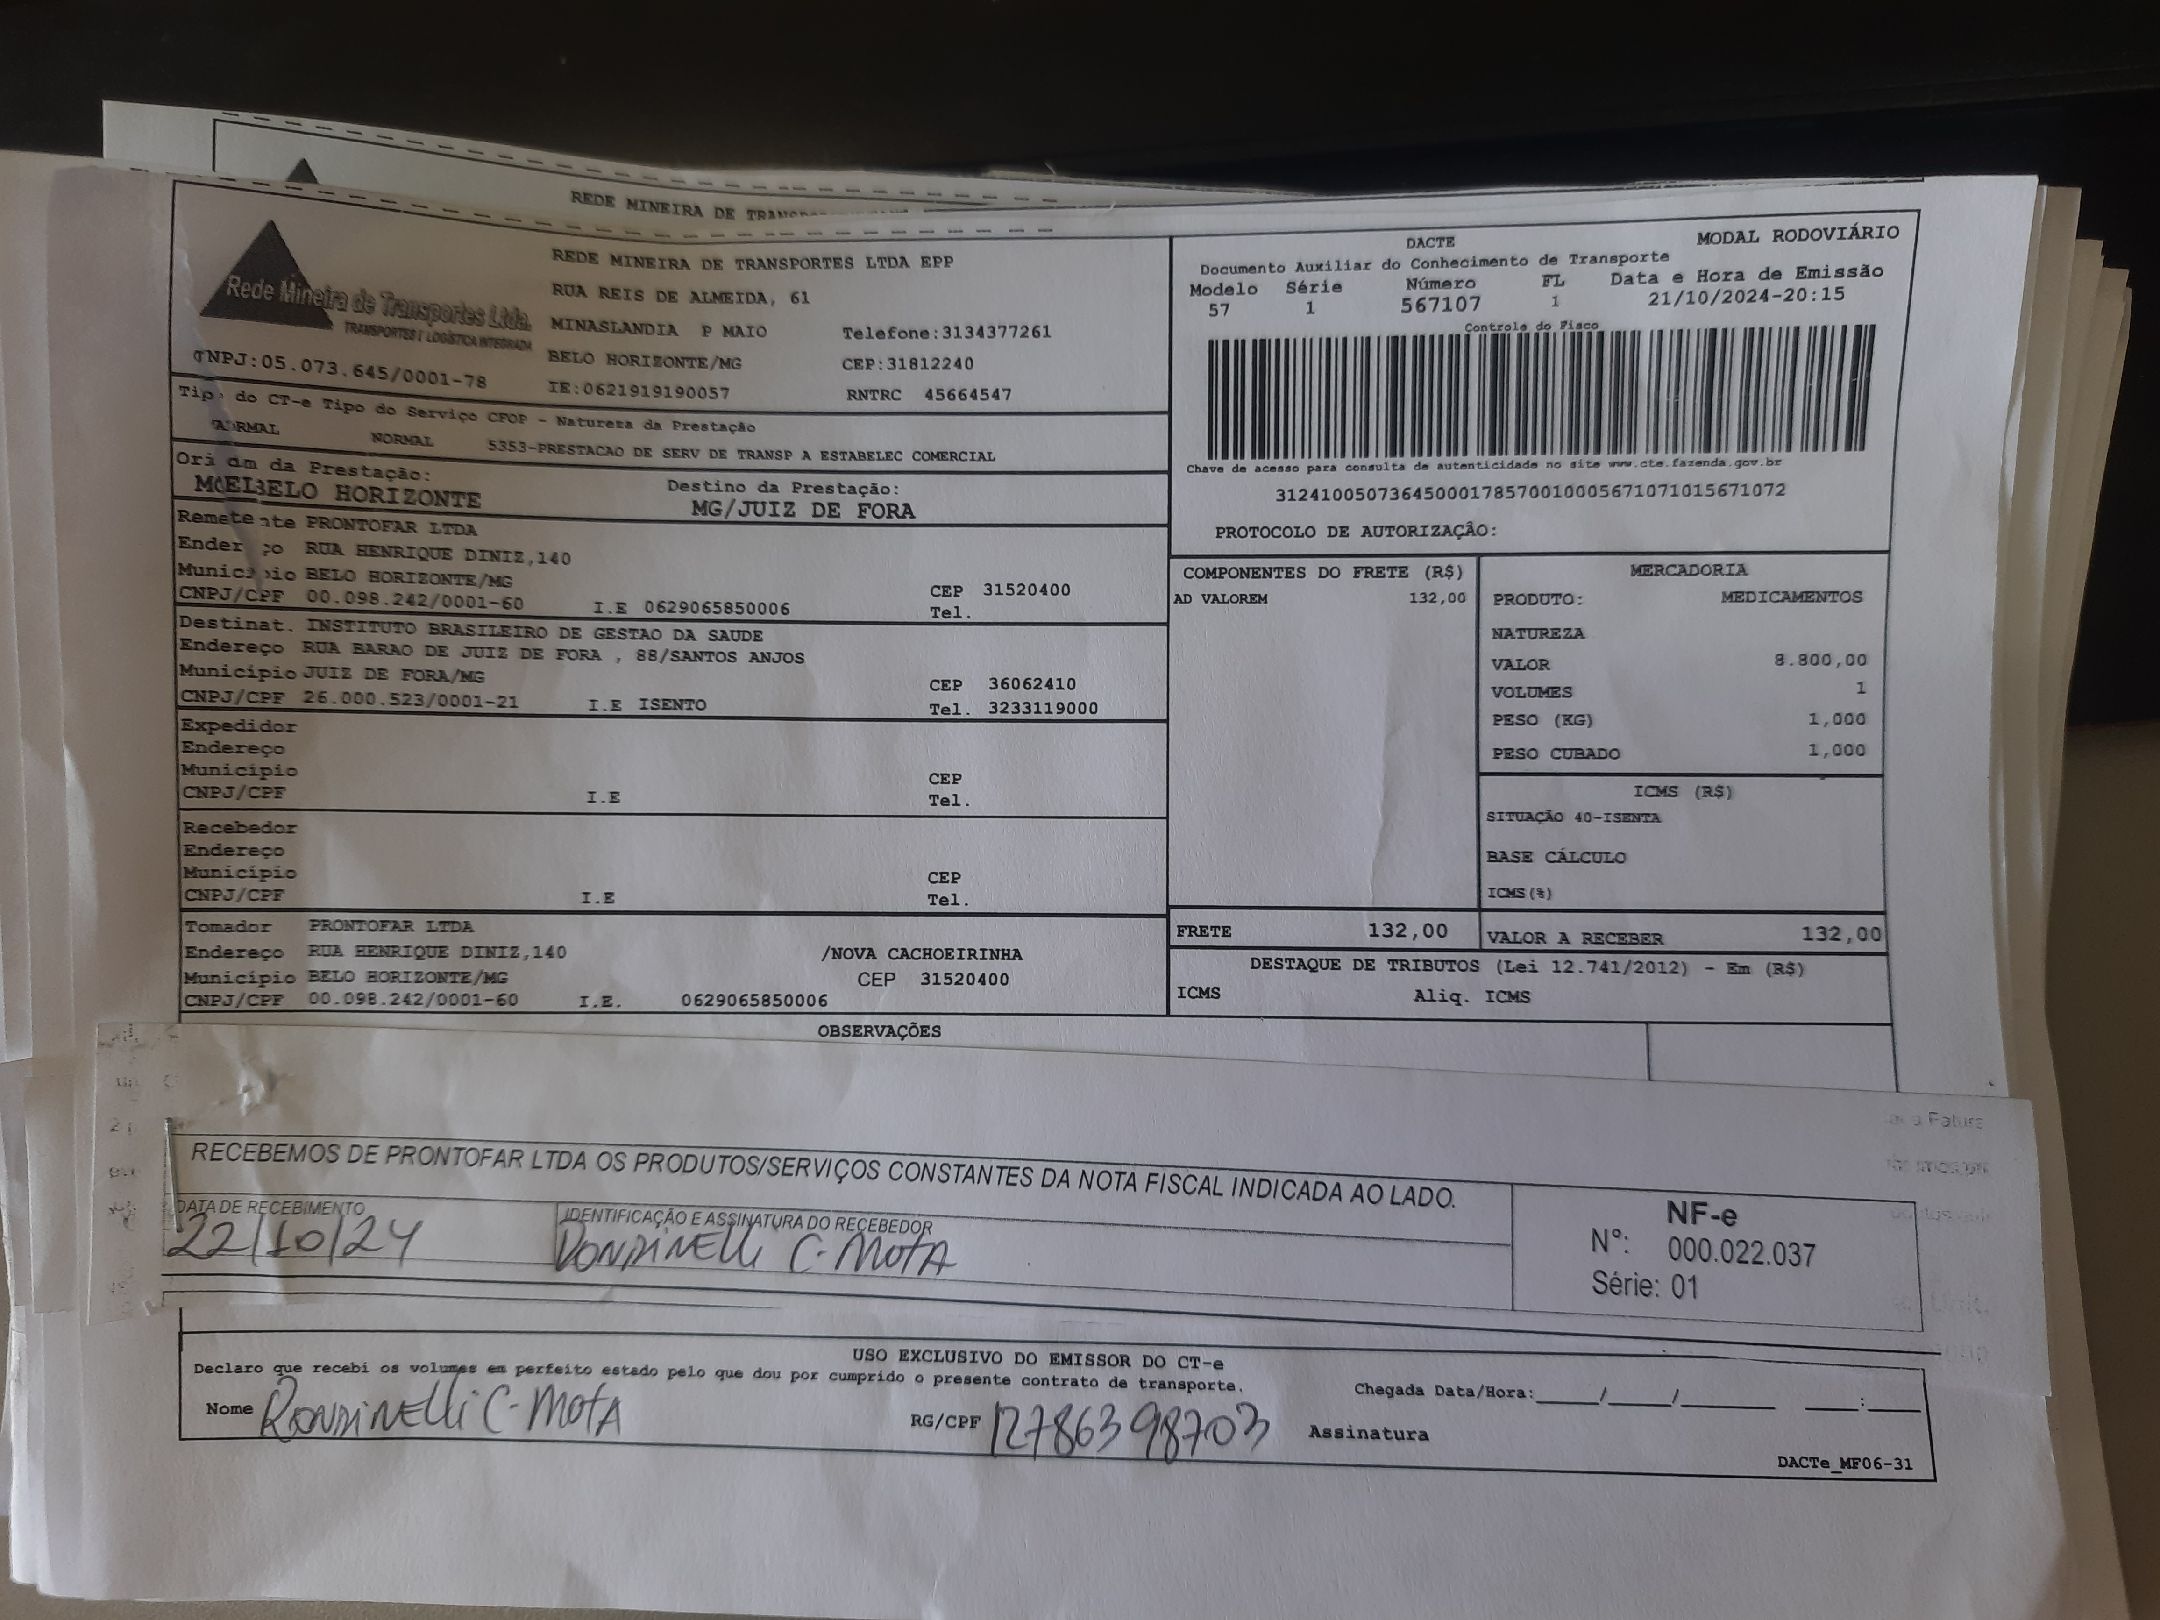 REDE MINEIRA DE
Rede Mineira de Transportes Ltda.
TRANSPORTES E LOGÍSTICA INTEGRADA
CNPJ:05.073.645/0001-78
REDE MINEIRA DE TRANSPORTES LTDA EPP
RUA REIS DE ALMEIDA, 61
MINASLANDIA P MAIO Telefone:3134377261
BELO HORIZONTE/MG CEP:31812240
IE:0621919190057 RNTRC 45664547
DACTE MODAL RODOVIÁRIO
Documento Auxiliar do Conhecimento de Transporte
Modelo Série Número FL Data e Hora de Emissão
57 1 567107 1 21/10/2024-20:15
Controle do Fisco
Chave de acesso para consulta de autenticidade no site www.cte.fazenda.gov.br
31241005073645000178570010005671071015671072
PROTOCOLO DE AUTORIZAÇÃO:
Tipo do CT-e Tipo do Serviço CFOP - Natureza da Prestação
NORMAL 5353-PRESTACAO DE SERV DE TRANSP A ESTABELEC COMERCIAL
da Prestação: Destino da Prestação:
BELO HORIZONTE MG/JUIZ DE FORA
PRONTOFAR LTDA
RUA HENRIQUE DINIZ,140
BELO HORIZONTE/MG CEP 31520400
CNPJ/CPF 00.098.242/0001-60 I.E 0629065850006 Tel.
Destinat. INSTITUTO BRASILEIRO DE GESTAO DA SAUDE
Endereço RUA BARAO DE JUIZ DE FORA , 88/SANTOS ANJOS
Município JUIZ DE FORA/MG CEP 36062410
CNPJ/CPF 26.000.523/0001-21 I.E ISENTO Tel. 3233119000
Expedidor
Endereço
Município CEP
CNPJ/CPF I.E Tel.
Recebedor
Endereço
Município CEP
CNPJ/CPF I.E Tel.
Tomador PRONTOFAR LTDA
Endereço RUA HENRIQUE DINIZ,140 /NOVA CACHOEIRINHA
Município BELO HORIZONTE/MG CEP 31520400
CNPJ/CPF 00.098.242/0001-60 I.E. 0629065850006
COMPONENTES DO FRETE (R$)
AD VALOREM 132,00
FRETE 132,00
MERCADORIA
PRODUTO: MEDICAMENTOS
NATUREZA
VALOR 8.800,00
VOLUMES 1
PESO (KG) 1,000
PESO CUBADO 1,000
ICMS (R$)
SITUAÇÃO 40-ISENTA
BASE CÁLCULO
ICMS(%)
VALOR A RECEBER 132,00
DESTAQUE DE TRIBUTOS (Lei 12.741/2012) - Em (R$)
ICMS Aliq. ICMS
OBSERVAÇÕES
RECEBEMOS DE PRONTOFAR LTDA OS PRODUTOS/SERVIÇOS CONSTANTES DA NOTA FISCAL INDICADA AO LADO.
DATA DE RECEBIMENTO IDENTIFICAÇÃO E ASSINATURA DO RECEBEDOR
22/10/24 RONDINELLI C. MOTA
NF-e
Nº: 000.022.037
Série: 01
USO EXCLUSIVO DO EMISSOR DO CT-e
Declaro que recebi os volumes em perfeito estado pelo que dou por cumprido o presente contrato de transporte.
Chegada Data/Hora:____/____/______ ___:___
Nome RONDINELLI C. MOTA RG/CPF 12786398703 Assinatura
DACTe_MF06-31